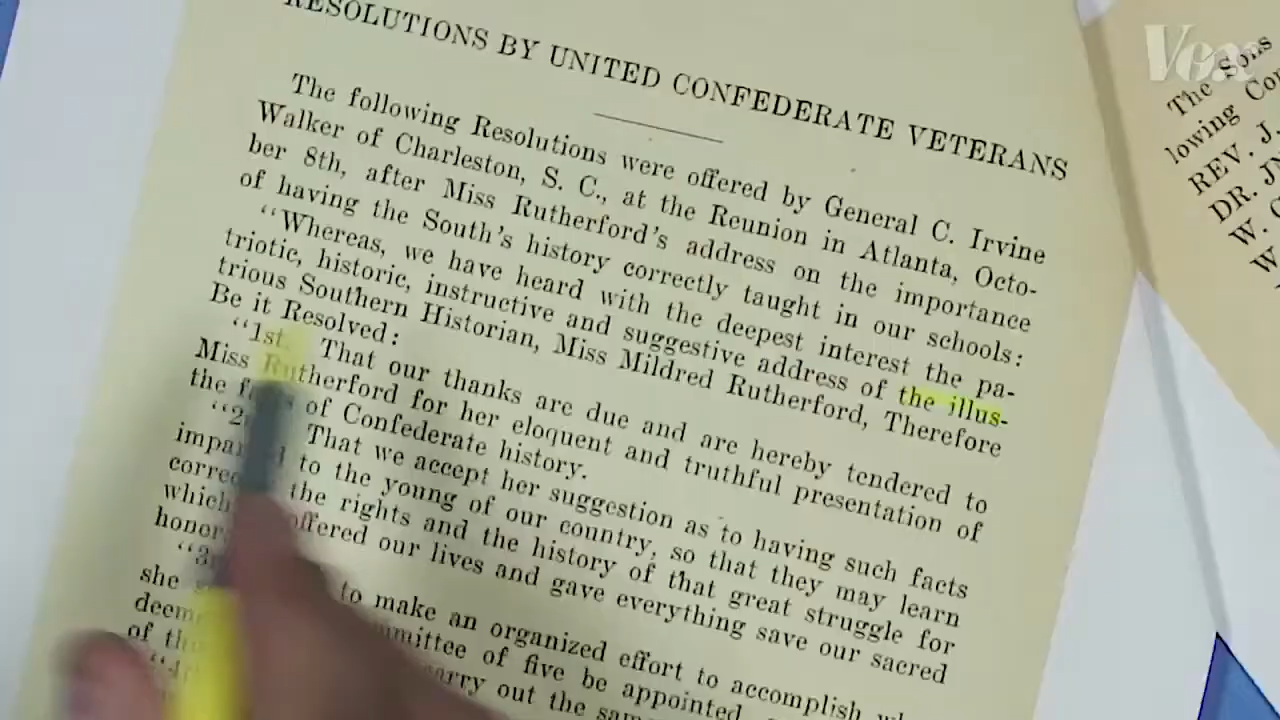 RESOLUTIONS BY UNITED CONFEDERATE VETERANS
The following Resolutions were offered by General C. Irvine
Walker of Charleston, S. C., at the Reunion in Atlanta, Octo-
ber 8th, after Miss Rutherford's address on the importance
of having the South's history correctly taught in our schools:
"Whereas, we have heard with the deepest interest the pa-
triotic, historic, instructive and suggestive address of the illus-
trious Southern Historian, Miss Mildred Rutherford, Therefore
Be it Resolved:
"1st. That our thanks are due and are hereby tendered to
Miss Rutherford for her eloquent and truthful presentation of
the of Confederate history.
That we accept her suggestion as to having such facts
to the young of our country, so that they may learn
the rights and the history of that great struggle for
which offered our lives and gave everything save our sacred
to make an organized effort to accomplish
she of five be appointed
carry out the
of
Vox
The Sons
lowing
REV. J.
DR.
W.
W